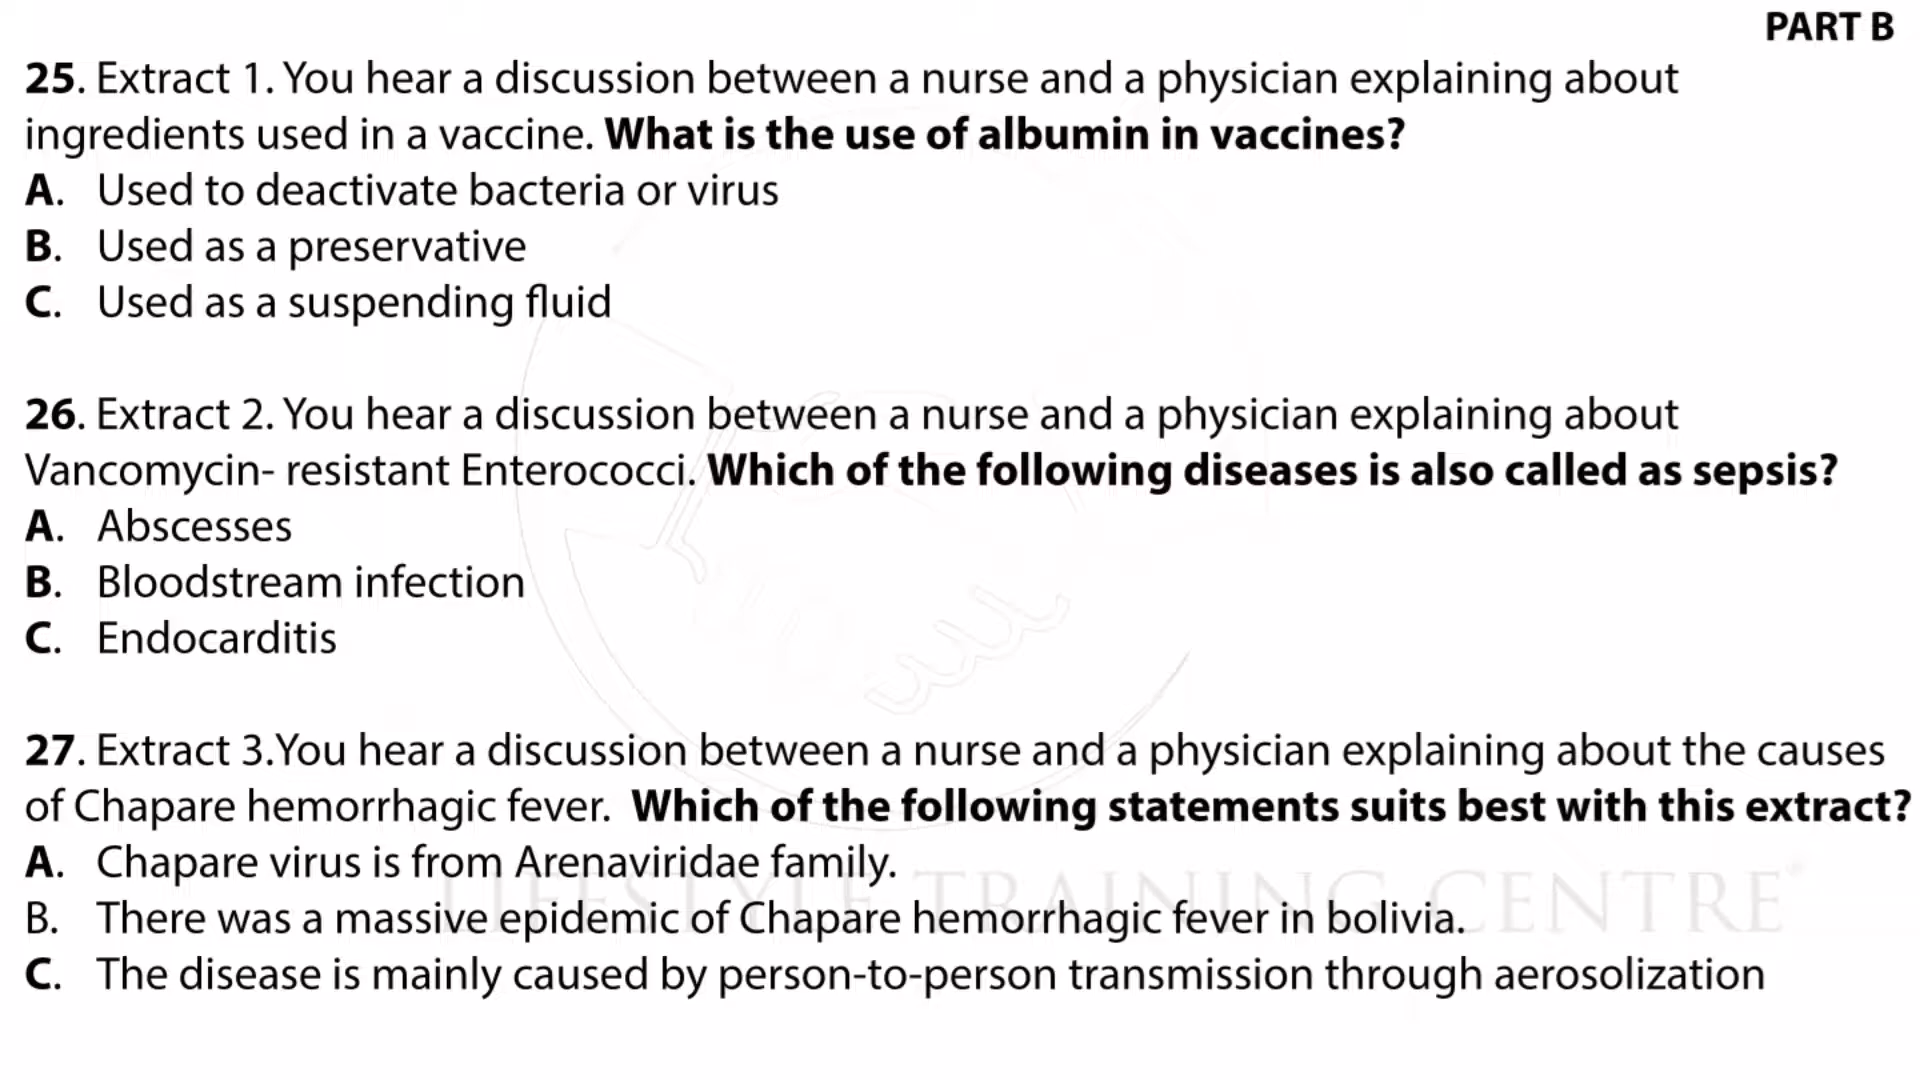 PART B
25. Extract 1. You hear a discussion between a nurse and a physician explaining about
ingredients used in a vaccine. What is the use of albumin in vaccines?
A. Used to deactivate bacteria or virus
B. Used as a preservative
C. Used as a suspending fluid
26. Extract 2. You hear a discussion between a nurse and a physician explaining about
Vancomycin- resistant Enterococci. Which of the following diseases is also called as sepsis?
A. Abscesses
B. Bloodstream infection
C. Endocarditis
27. Extract 3.You hear a discussion between a nurse and a physician explaining about the causes
of Chapare hemorrhagic fever. Which of the following statements suits best with this extract?
A. Chapare virus is from Arenaviridae family.
LIFESTYLE TRAINING CENTRE
B. There was a massive epidemic of Chapare hemorrhagic fever in bolivia.
C. The disease is mainly caused by person-to-person transmission through aerosolization